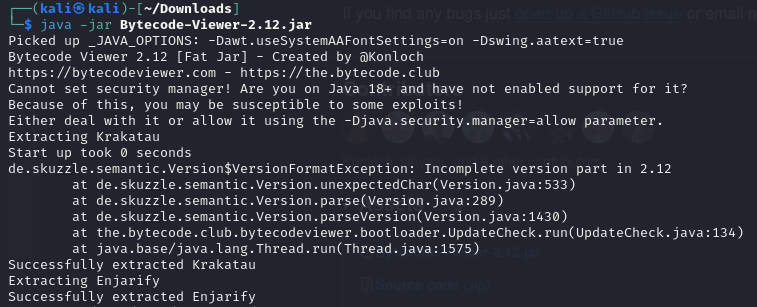 ┌──(kali㉿kali)-[~/Downloads]
└─$ java -jar Bytecode-Viewer-2.12.jar
Picked up _JAVA_OPTIONS: -Dawt.useSystemAAFontSettings=on -Dswing.aatext=true
Bytecode Viewer 2.12 [Fat Jar] - Created by @Konloch
https://bytecodeviewer.com - https://the.bytecode.club
Cannot set security manager! Are you on Java 18+ and have not enabled support for it?
Because of this, you may be susceptible to some exploits!
Either deal with it or allow it using the -Djava.security.manager=allow parameter.
Extracting Krakatau
Start up took 0 seconds
de.skuzzle.semantic.Version$VersionFormatException: Incomplete version part in 2.12
        at de.skuzzle.semantic.Version.unexpectedChar(Version.java:533)
        at de.skuzzle.semantic.Version.parse(Version.java:289)
        at de.skuzzle.semantic.Version.parseVersion(Version.java:1430)
        at the.bytecode.club.bytecodeviewer.bootloader.UpdateCheck.run(UpdateCheck.java:134)
        at java.base/java.lang.Thread.run(Thread.java:1575)
Successfully extracted Krakatau
Extracting Enjarify
Successfully extracted Enjarify
If you find any bugs just open up a GitHub issue or email m
Source code (zip)